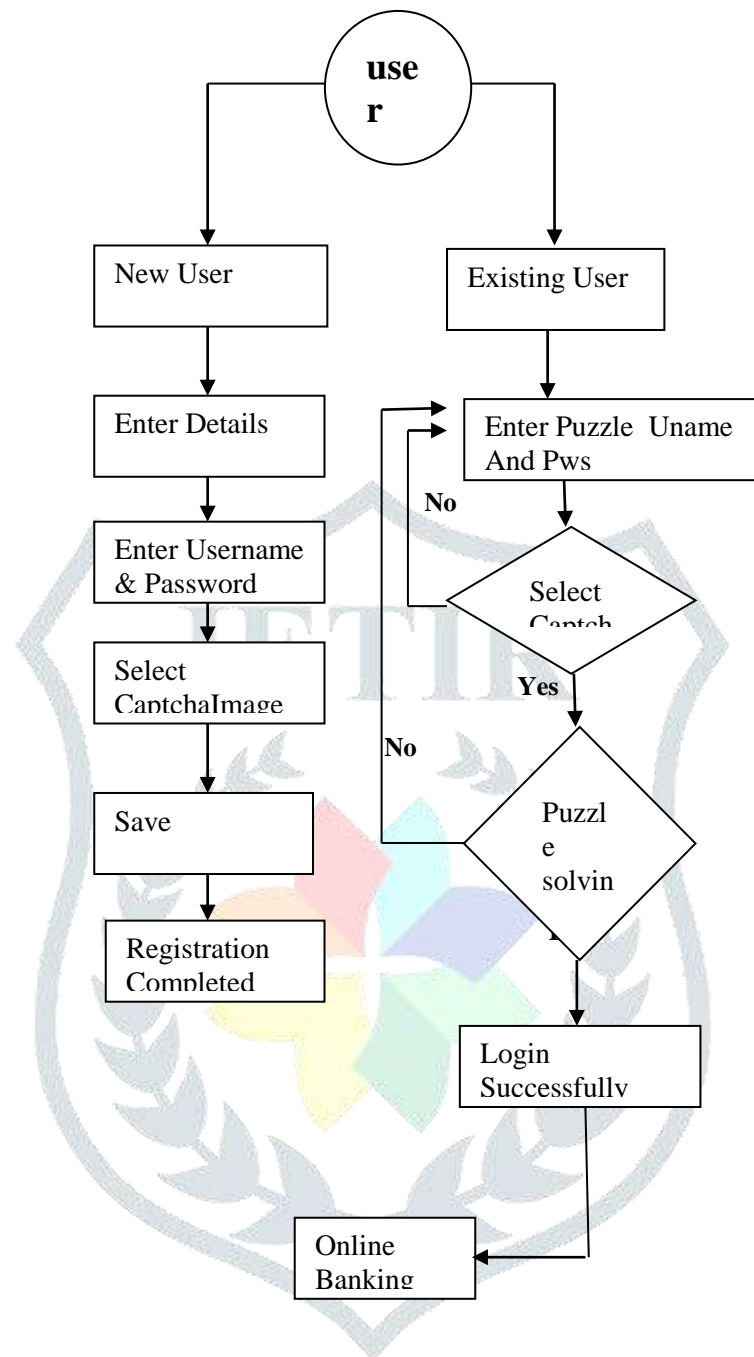 use
r
New User
Existing User
Enter Details
Enter Puzzle Uname
And Pws
No
Enter Username
& Password
Select
Captch
Select
CaptchaImage
Yes
No
Save
Puzzl
e
solvin
Registration
Completed
Login
Successfully
Online
Banking
JETIR